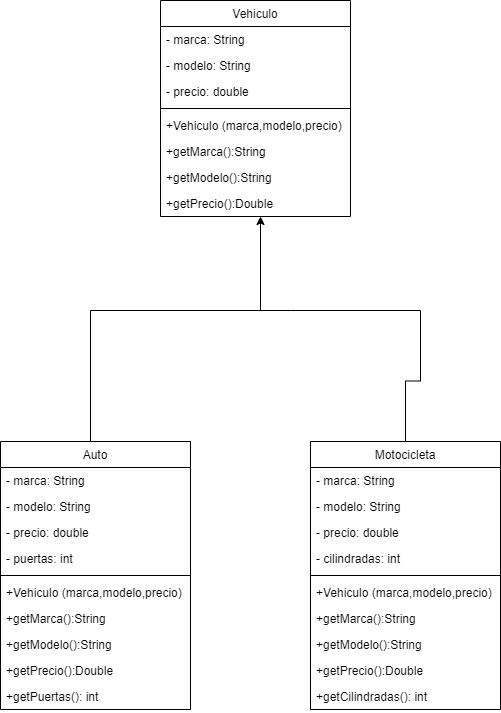 Vehiculo
- marca: String
- modelo: String
- precio: double
+Vehiculo (marca,modelo,precio)
+getMarca():String
+getModelo():String
+getPrecio():Double
Auto
- marca: String
- modelo: String
- precio: double
- puertas: int
+Vehiculo (marca,modelo,precio)
+getMarca():String
+getModelo():String
+getPrecio():Double
+getPuertas(): int
Motocicleta
- marca: String
- modelo: String
- precio: double
- cilindradas: int
+Vehiculo (marca,modelo,precio)
+getMarca():String
+getModelo():String
+getPrecio():Double
+getCilindradas(): int